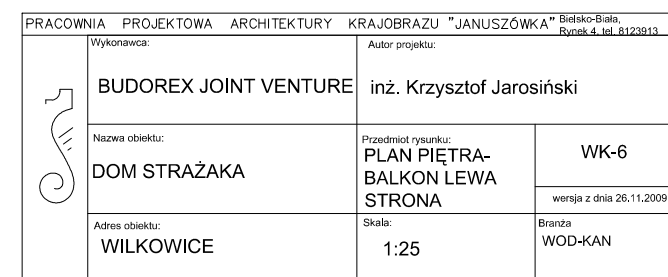 PRACOWNIA PROJEKTOWA ARCHITEKTURY KRAJOBRAZU "JANUSZÓWKA" Bielsko-Biała,
Rynek 4, tel. 8123913
Wykonawca:
BUDOREX JOINT VENTURE
Autor projektu:
inż. Krzysztof Jarosiński
Nazwa obiektu:
DOM STRAŻAKA
Przedmiot rysunku:
PLAN PIĘTRA-
BALKON LEWA
STRONA
WK-6
wersja z dnia 26.11.2009
Adres obiektu:
WILKOWICE
Skala:
1:25
Branża
WOD-KAN